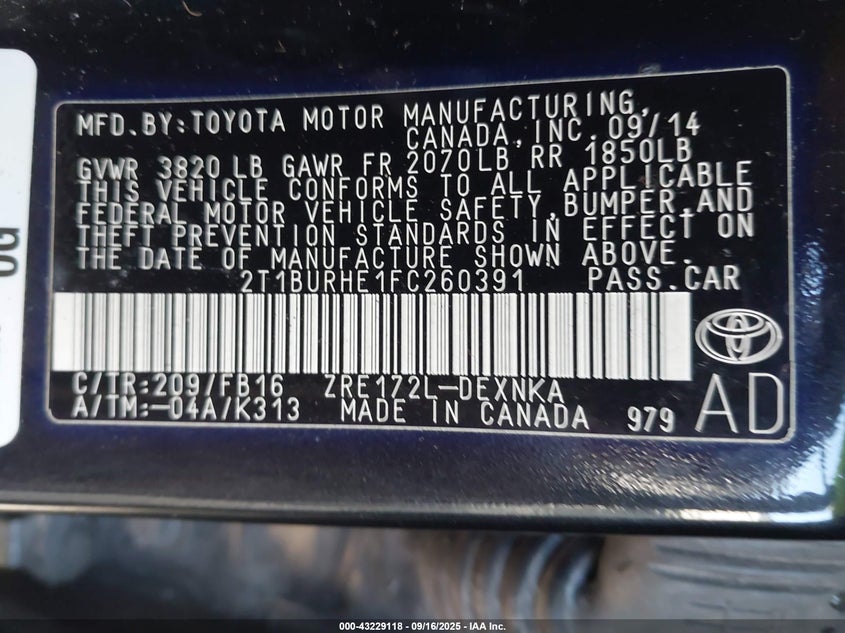 MFD.BY:TOYOTA MOTOR MANUFACTURING,
CANADA,INC.09/14
GVWR 3820 LB GAWR FR 2070LB RR 1850LB
THIS VEHICLE CONFORMS TO ALL APPLICABLE
FEDERAL MOTOR VEHICLE SAFETY,BUMPER,AND
THEFT PREVENTION STANDARDS IN EFFECT ON
THE DATE OF MANUFACTURE SHOWN ABOVE.
2T1BURHE1FC260391 PASS.CAR
C/TR:209/FB16 ZRE172L-DEXNKA
A/TM:-04A/K313 MADE IN CANADA 979 AD
000-43229118 - 09/16/2025 - IAA Inc.